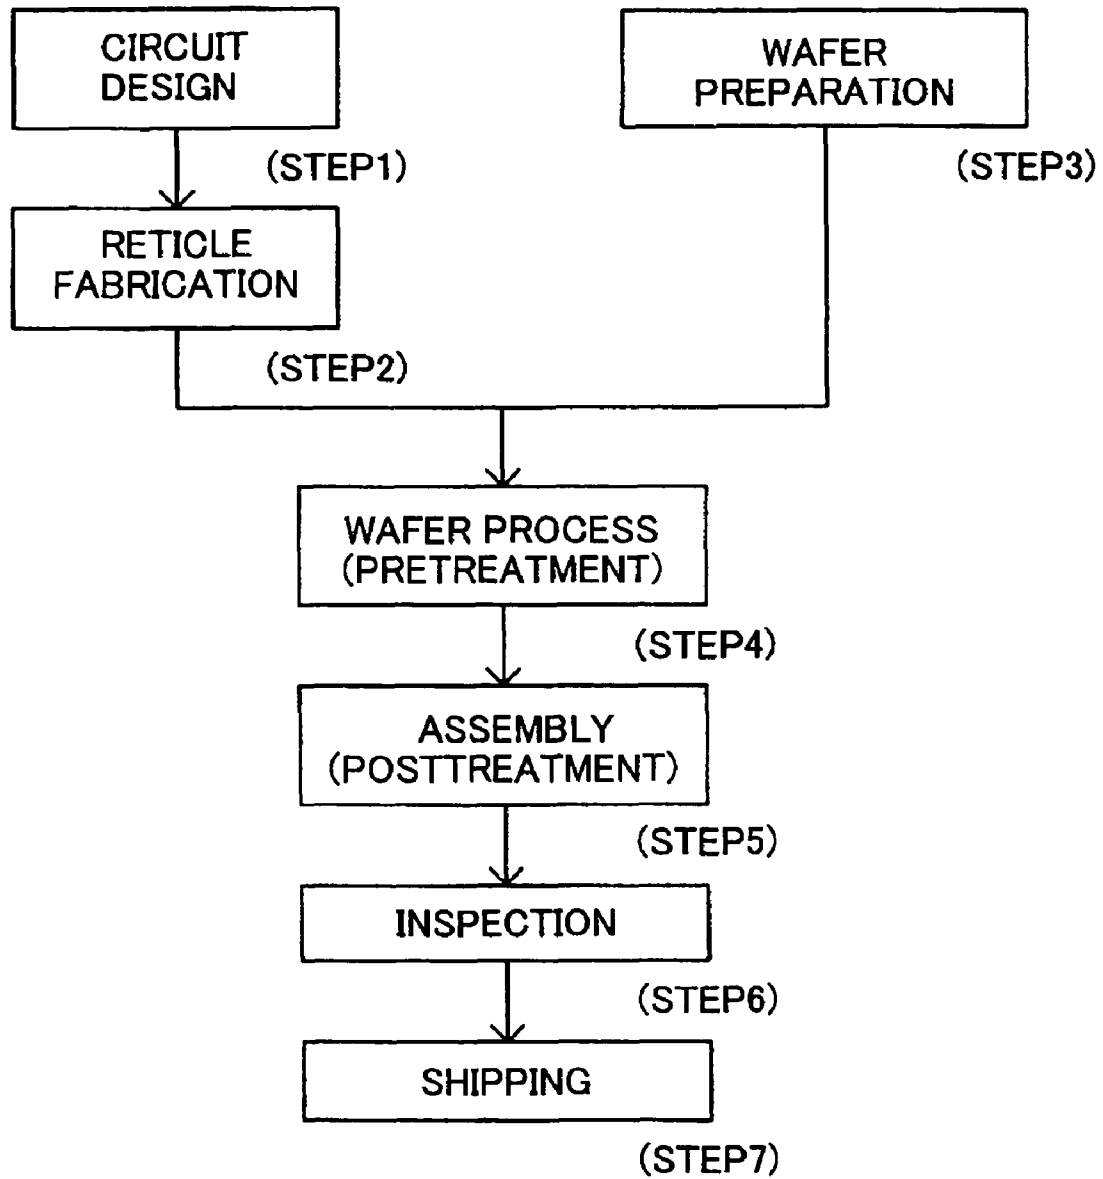 CIRCUIT
DESIGN
(STEP1)
RETICLE
FABRICATION
(STEP2)
WAFER
PREPARATION
(STEP3)
WAFER PROCESS
(PRETREATMENT)
(STEP4)
ASSEMBLY
(POSTTREATMENT)
(STEP5)
INSPECTION
(STEP6)
SHIPPING
(STEP7)